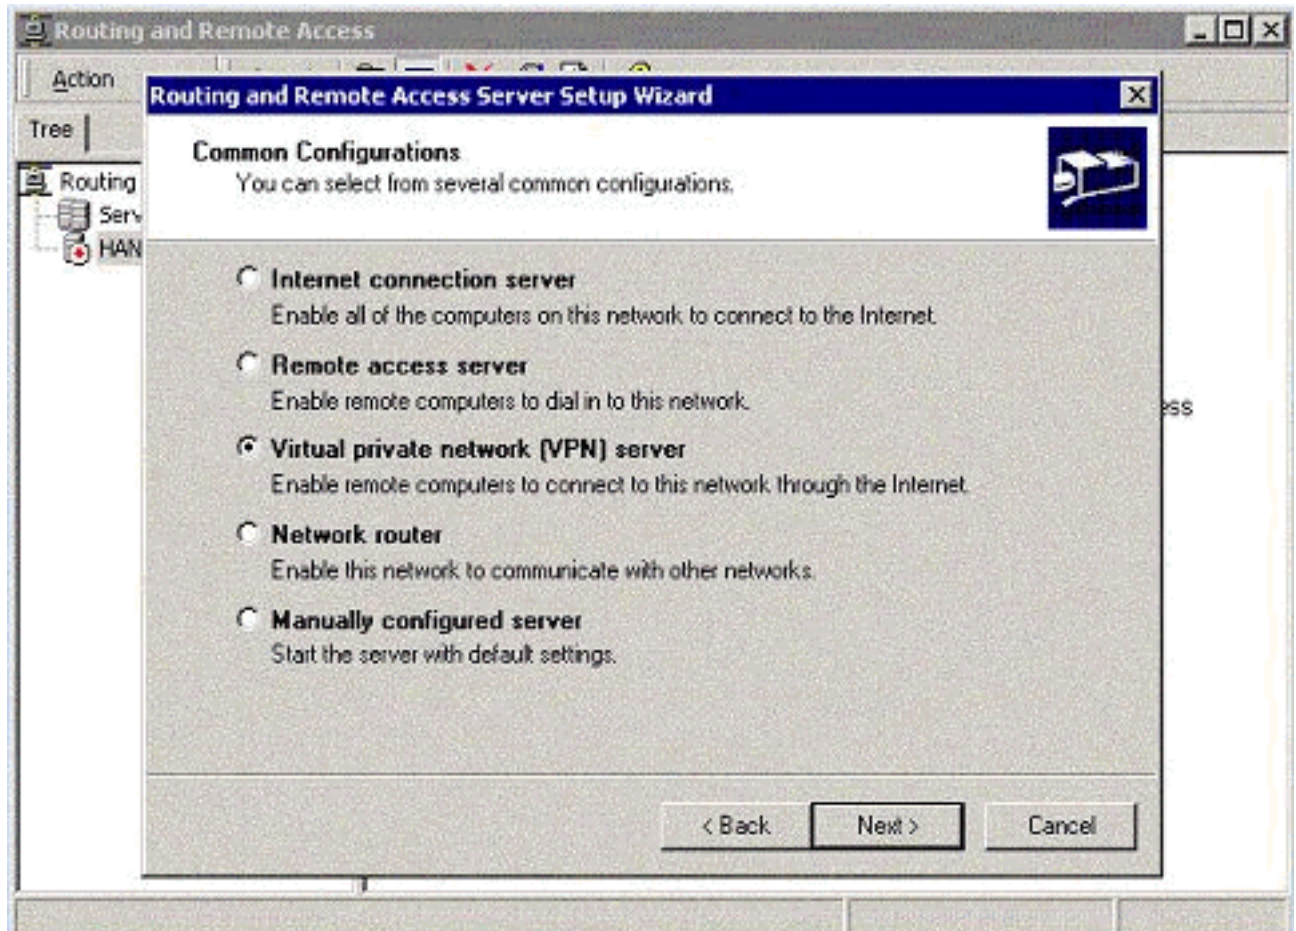 Routing and Remote Access
Action
Routing and Remote Access Server Setup Wizard
Tree
Common Configurations
You can select from several common configurations.
Routing
Serv
HAN
Internet connection server
Enable all of the computers on this network to connect to the Internet.
Remote access server
Enable remote computers to dial in to this network.
ess
Virtual private network (VPN) server
Enable remote computers to connect to this network through the Internet.
Network router
Enable this network to communicate with other networks.
Manually configured server
Start the server with default settings.
< Back
Next >
Cancel